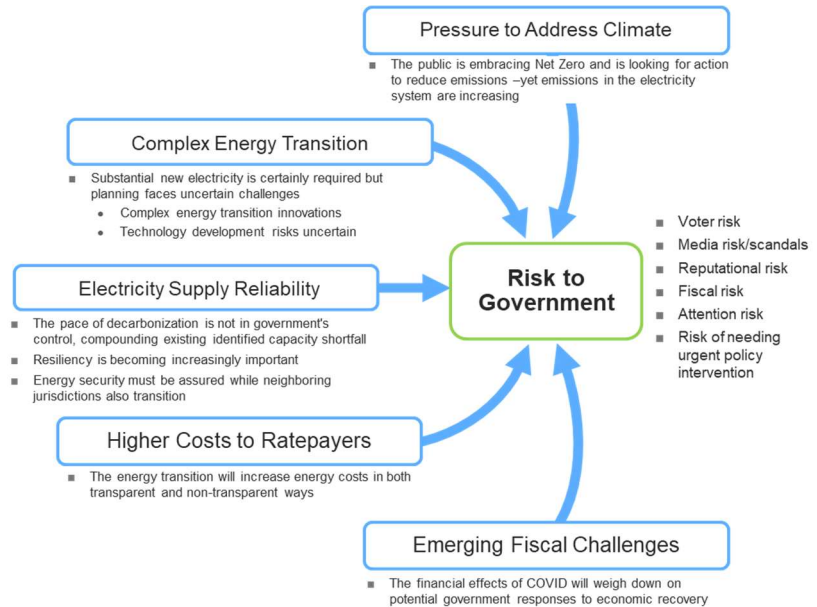 Pressure to Address Climate
■ The public is embracing Net Zero and is looking for action
to reduce emissions –yet emissions in the electricity
system are increasing
Complex Energy Transition
■ Substantial new electricity is certainly required but
planning faces uncertain challenges
• Complex energy transition innovations
• Technology development risks uncertain
Electricity Supply Reliability
■ The pace of decarbonization is not in government's
control, compounding existing identified capacity shortfall
■ Resiliency is becoming increasingly important
■ Energy security must be assured while neighboring
jurisdictions also transition
Risk to
Government
■ Voter risk
■ Media risk/scandals
■ Reputational risk
■ Fiscal risk
■ Attention risk
■ Risk of needing
urgent policy
intervention
Higher Costs to Ratepayers
■ The energy transition will increase energy costs in both
transparent and non-transparent ways
Emerging Fiscal Challenges
■ The financial effects of COVID will weigh down on
potential government responses to economic recovery